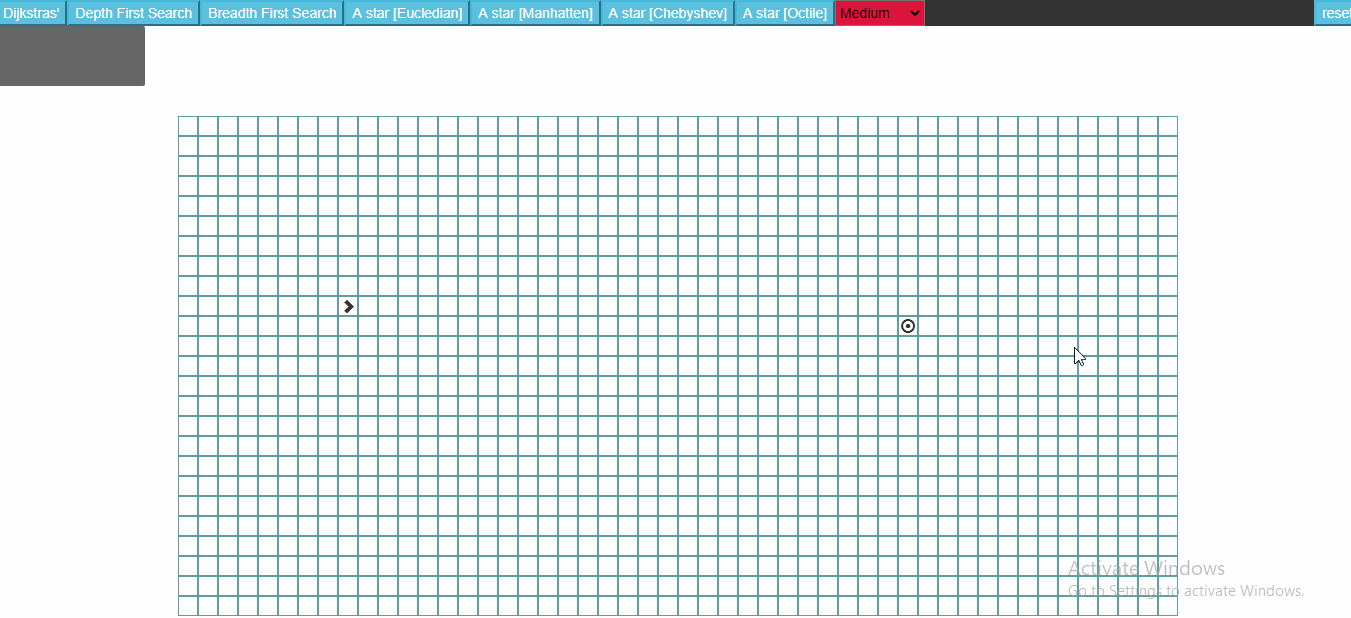 Dijkstras' Depth First Search Breadth First Search A star [Eucledian] A star [Manhatten] A star [Chebyshev] A star [Octile] Medium reset
Activate Windows
Go to Settings to activate Windows.